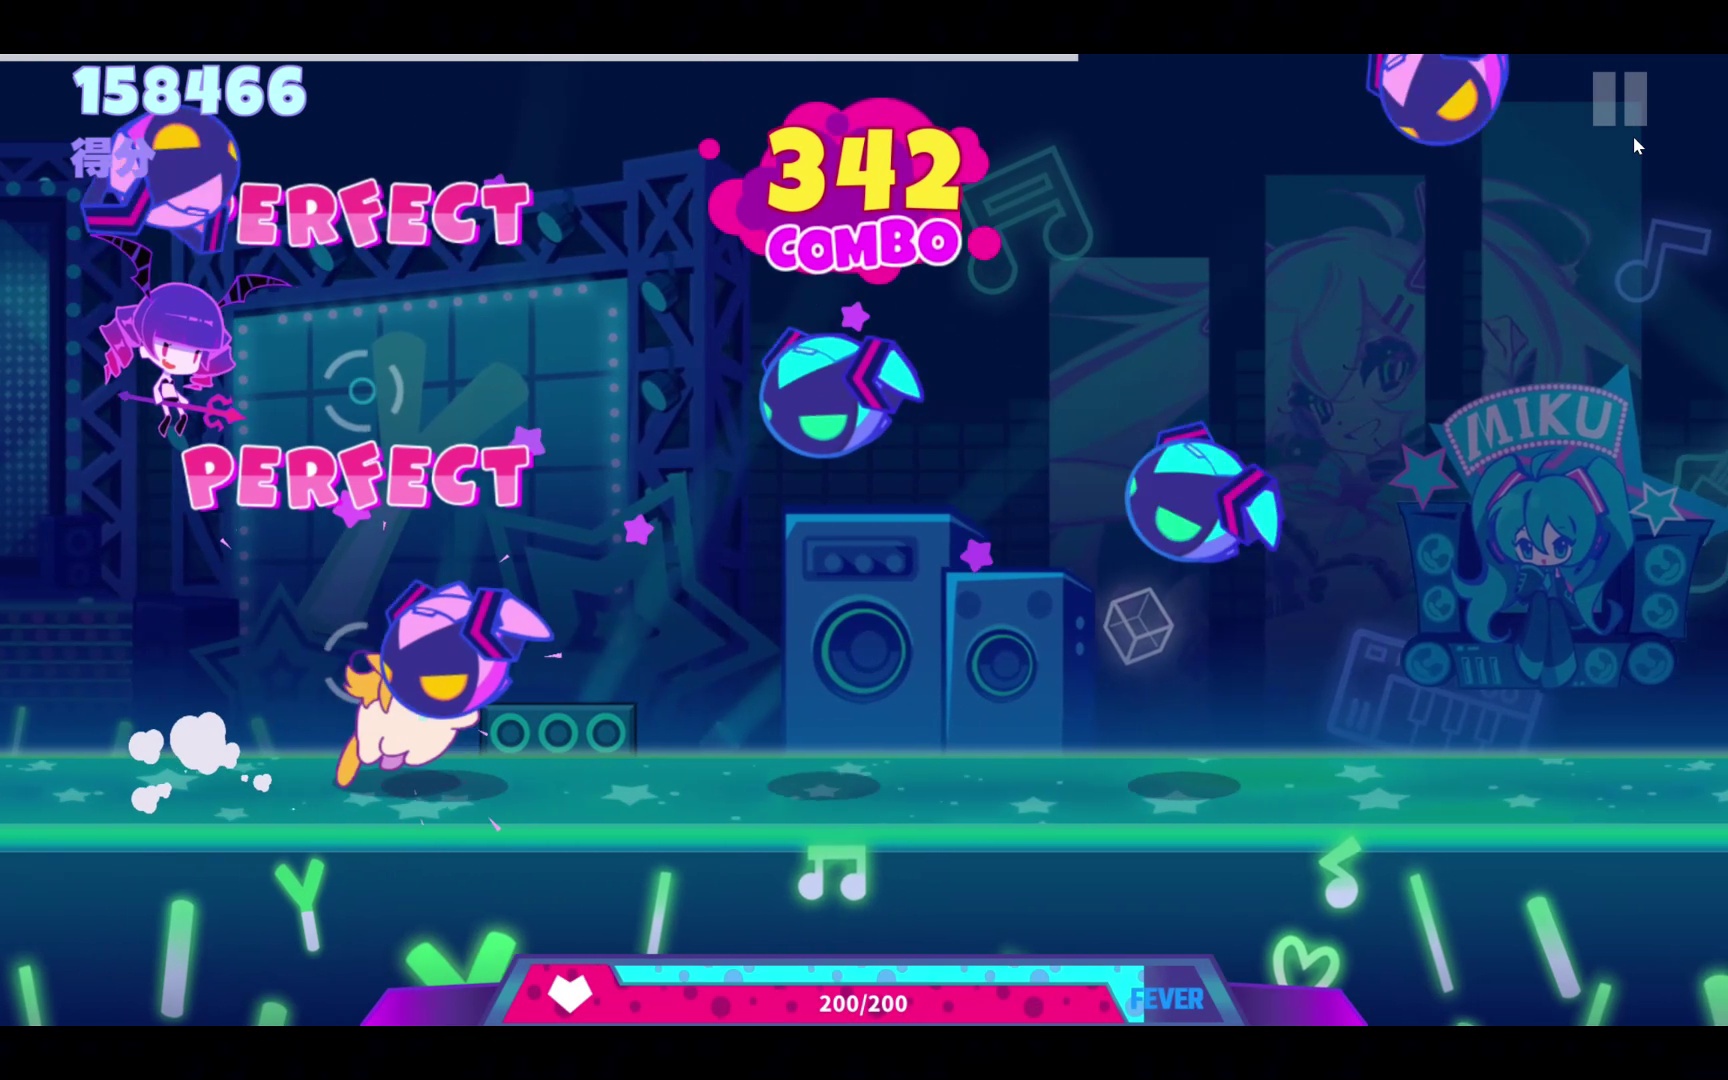 158466
得分
PERFECT
342
COMBO
PERFECT
MIKU
200/200
FEVER